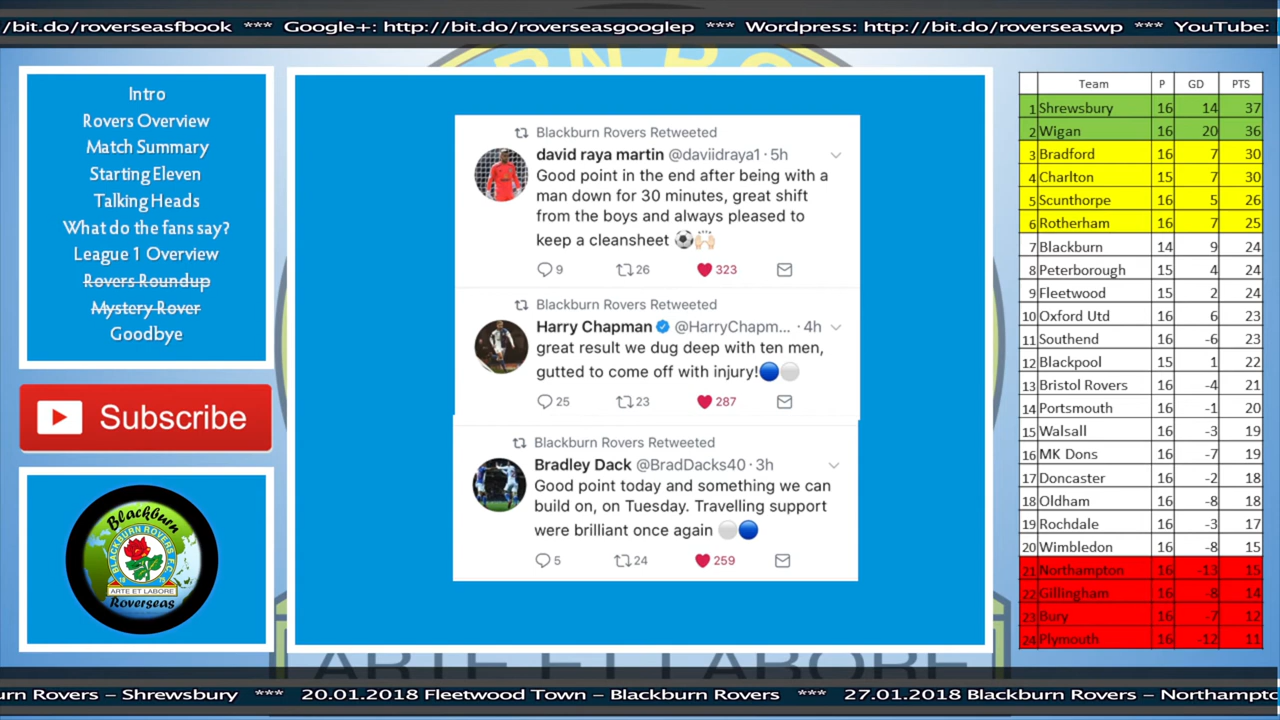 /bit.do/roverseasfbook *** Google+: http://bit.do/roverseasgooglep *** Wordpress: http://bit.do/roverseaswp *** YouTube:
Intro
Rovers Overview
Match Summary
Starting Eleven
Talking Heads
What do the fans say?
League 1 Overview
Rovers Roundup
Mystery Rover
Goodbye
Subscribe
Blackburn
BLACKBURN ROVERS F.C.
18 75
ARTE ET LABORE
Roverseas
Blackburn Rovers Retweeted
david raya martin @daviidraya1 · 5h
Good point in the end after being with a
man down for 30 minutes, great shift
from the boys and always pleased to
keep a cleansheet ⚽🙌🏻
9 26 323
Blackburn Rovers Retweeted
Harry Chapman @HarryChapm... · 4h
great result we dug deep with ten men,
gutted to come off with injury!🔵⚪
25 23 287
Blackburn Rovers Retweeted
Bradley Dack @BradDacks40 · 3h
Good point today and something we can
build on, on Tuesday. Travelling support
were brilliant once again ⚪🔵
5 24 259
Team P GD PTS
1 Shrewsbury 16 14 37
2 Wigan 16 20 36
3 Bradford 16 7 30
4 Charlton 15 7 30
5 Scunthorpe 16 5 26
6 Rotherham 16 7 25
7 Blackburn 14 9 24
8 Peterborough 15 4 24
9 Fleetwood 15 2 24
10 Oxford Utd 16 6 23
11 Southend 16 -6 23
12 Blackpool 15 1 22
13 Bristol Rovers 16 -4 21
14 Portsmouth 16 -1 20
15 Walsall 16 -3 19
16 MK Dons 16 -7 19
17 Doncaster 16 -2 18
18 Oldham 16 -8 18
19 Rochdale 16 -3 17
20 Wimbledon 16 -8 15
21 Northampton 16 -13 15
22 Gillingham 16 -8 14
23 Bury 16 -7 12
24 Plymouth 16 -12 11
ARTE ET LABORE
urn Rovers – Shrewsbury *** 20.01.2018 Fleetwood Town – Blackburn Rovers *** 27.01.2018 Blackburn Rovers – Northampto